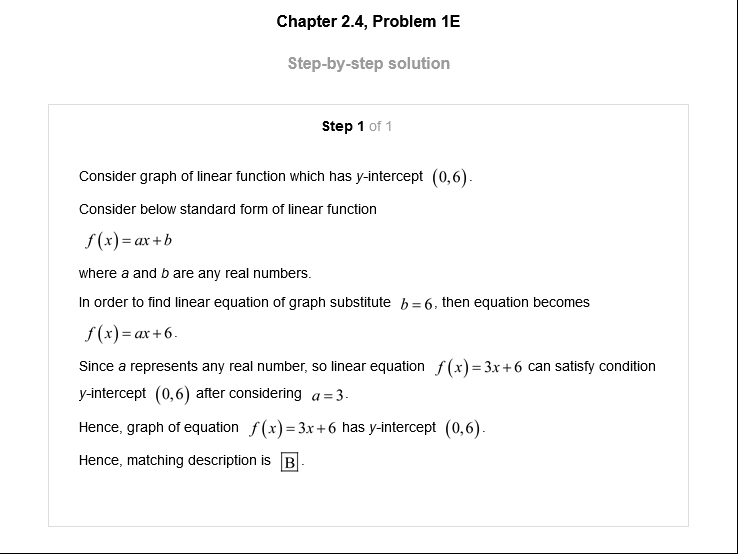 Chapter 2.4, Problem 1E
Step-by-step solution
Step 1 of 1
Consider graph of linear function which has y-intercept (0,6).
Consider below standard form of linear function
f(x)=ax+b
where a and b are any real numbers.
In order to find linear equation of graph substitute b=6, then equation becomes
f(x)=ax+6.
Since a represents any real number, so linear equation f(x)=3x+6 can satisfy condition
y-intercept (0,6) after considering a=3.
Hence, graph of equation f(x)=3x+6 has y-intercept (0,6).
Hence, matching description is B.